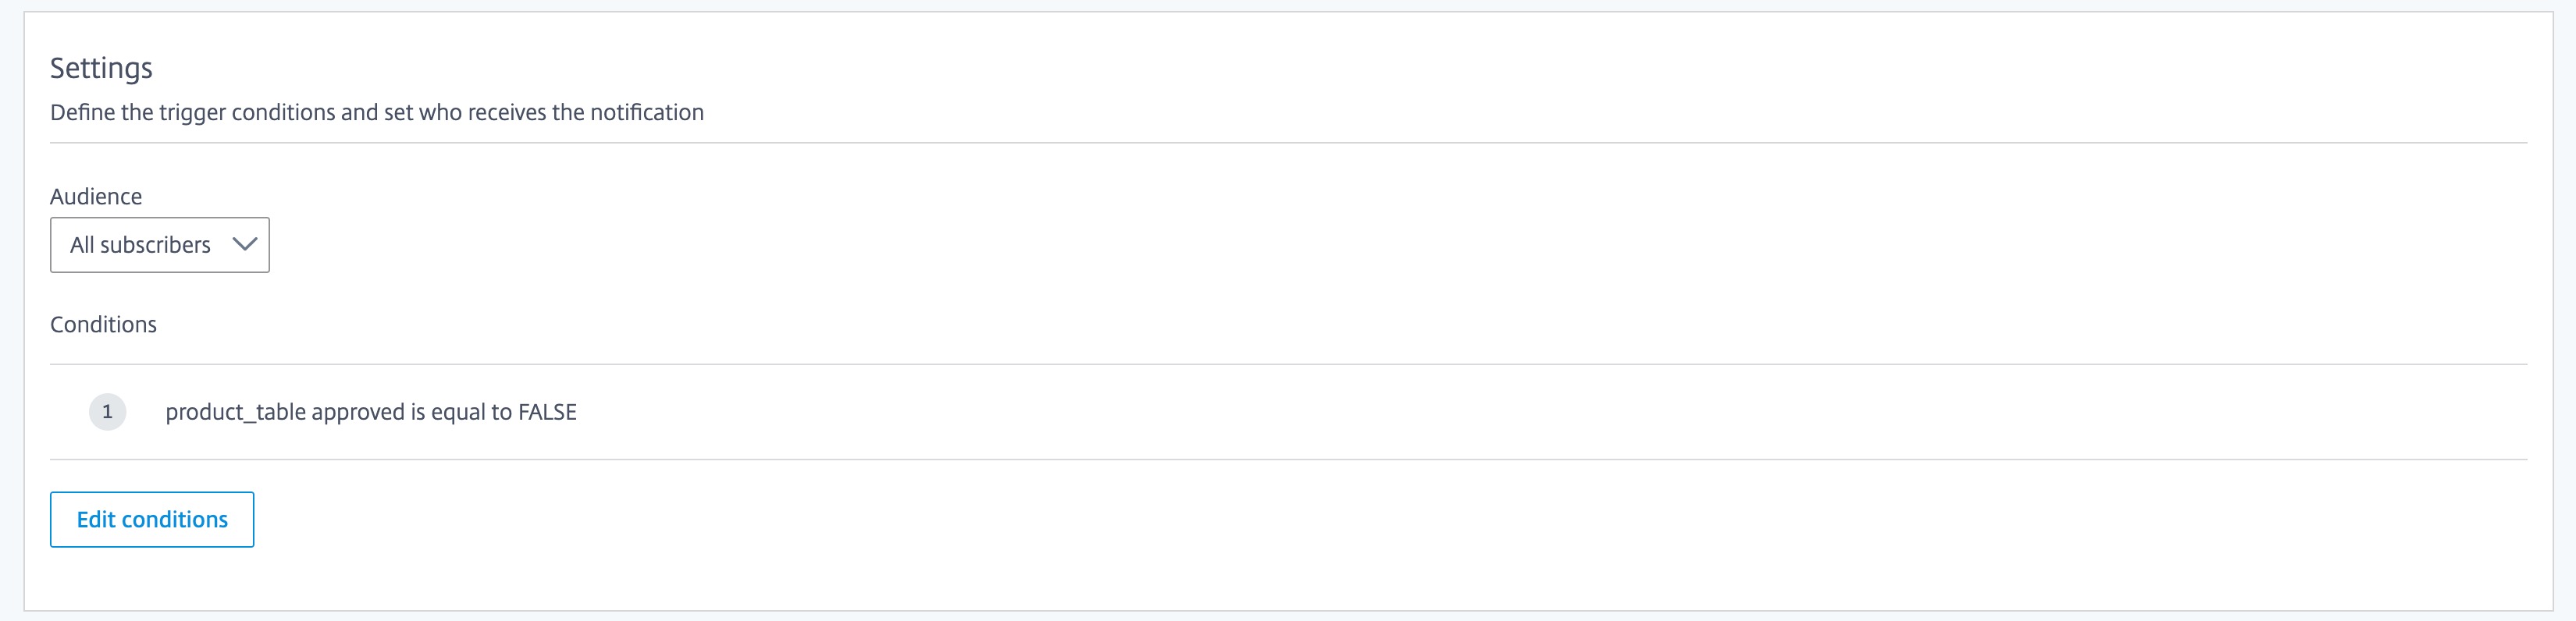 Settings
Define the trigger conditions and set who receives the notification
Audience
All subscribers
Conditions
1 product_table approved is equal to FALSE
Edit conditions